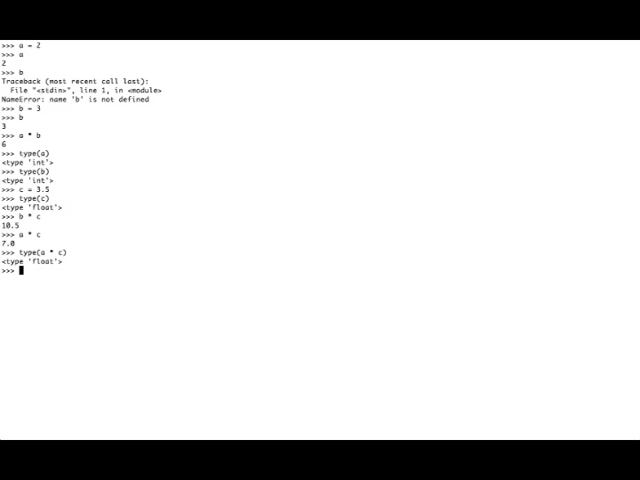 >>> a = 2
>>> a
2
>>> b
Traceback (most recent call last):
  File "<stdin>", line 1, in <module>
NameError: name 'b' is not defined
>>> b = 3
>>> b
3
>>> a * b
6
>>> type(a)
<type 'int'>
>>> type(b)
<type 'int'>
>>> c = 3.5
>>> type(c)
<type 'float'>
>>> b * c
10.5
>>> a * c
7.0
>>> type(a * c)
<type 'float'>
>>>